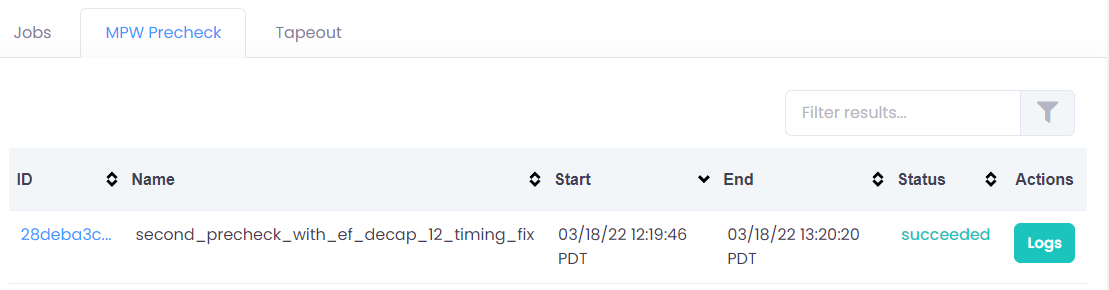 Jobs MPW Precheck Tapeout
Filter results...
ID Name Start End Status Actions
28deba3c... second_precheck_with_ef_decap_12_timing_fix 03/18/22 12:19:46 03/18/22 13:20:20 succeeded Logs
PDT PDT